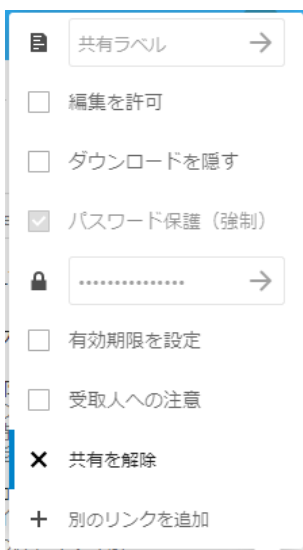 共有ラベル
編集を許可
ダウンロードを隠す
パスワード保護（強制）
有効期限を設定
受取人への注意
共有を解除
別のリンクを追加